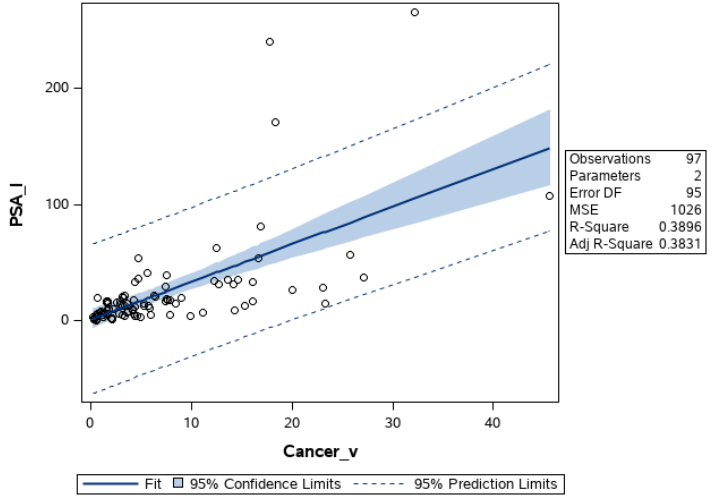 200
100
0
PSA_l
0 10 20 30 40
Cancer_v
Observations 97
Parameters 2
Error DF 95
MSE 1026
R-Square 0.3896
Adj R-Square 0.3831
Fit 95% Confidence Limits 95% Prediction Limits